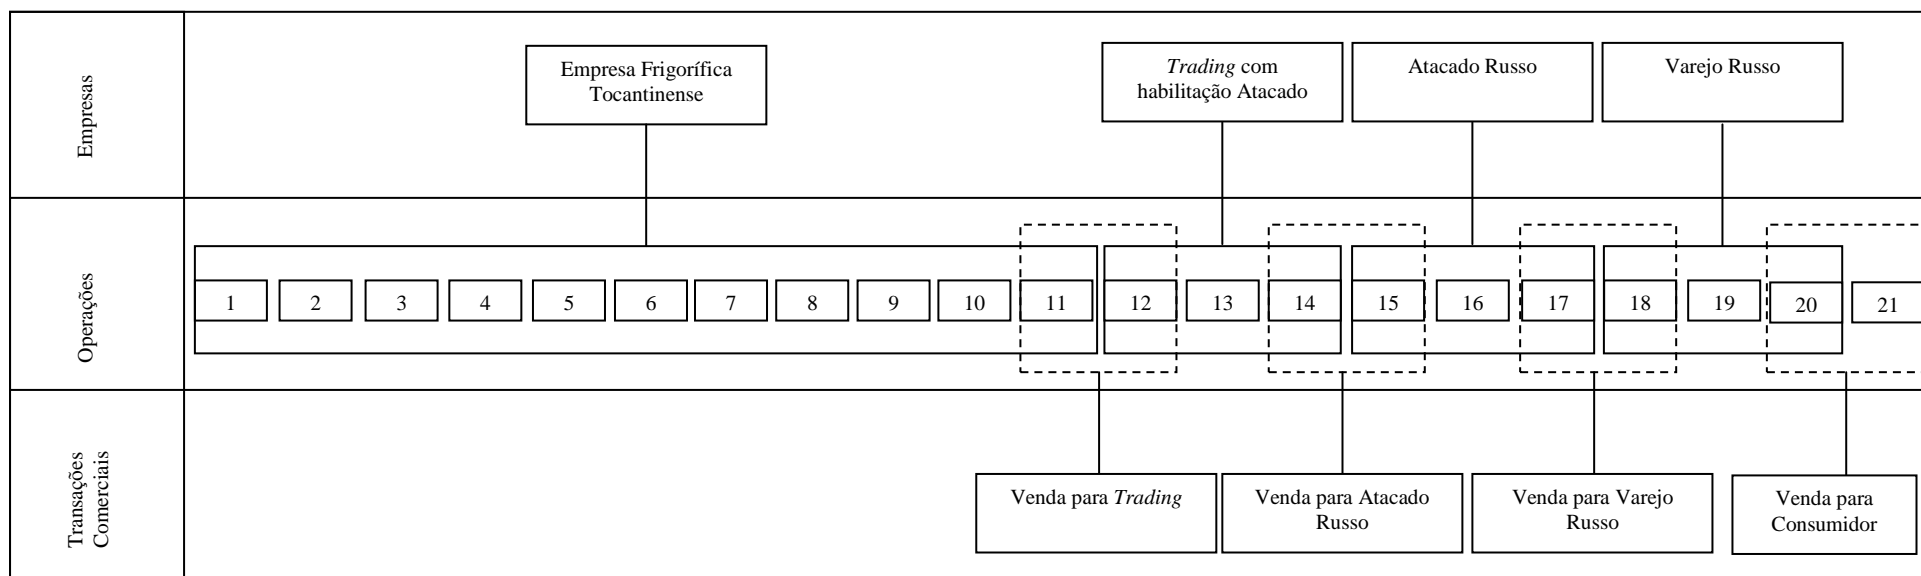 Empresas
Empresa Frigorífica
Tocantinense
Trading com
habilitação Atacado
Atacado Russo
Varejo Russo
Operações
1 2 3 4 5 6 7 8 9 10 11 12 13 14 15 16 17 18 19 20 21
Transações
Comerciais
Venda para Trading
Venda para Atacado
Russo
Venda para Varejo
Russo
Venda para
Consumidor